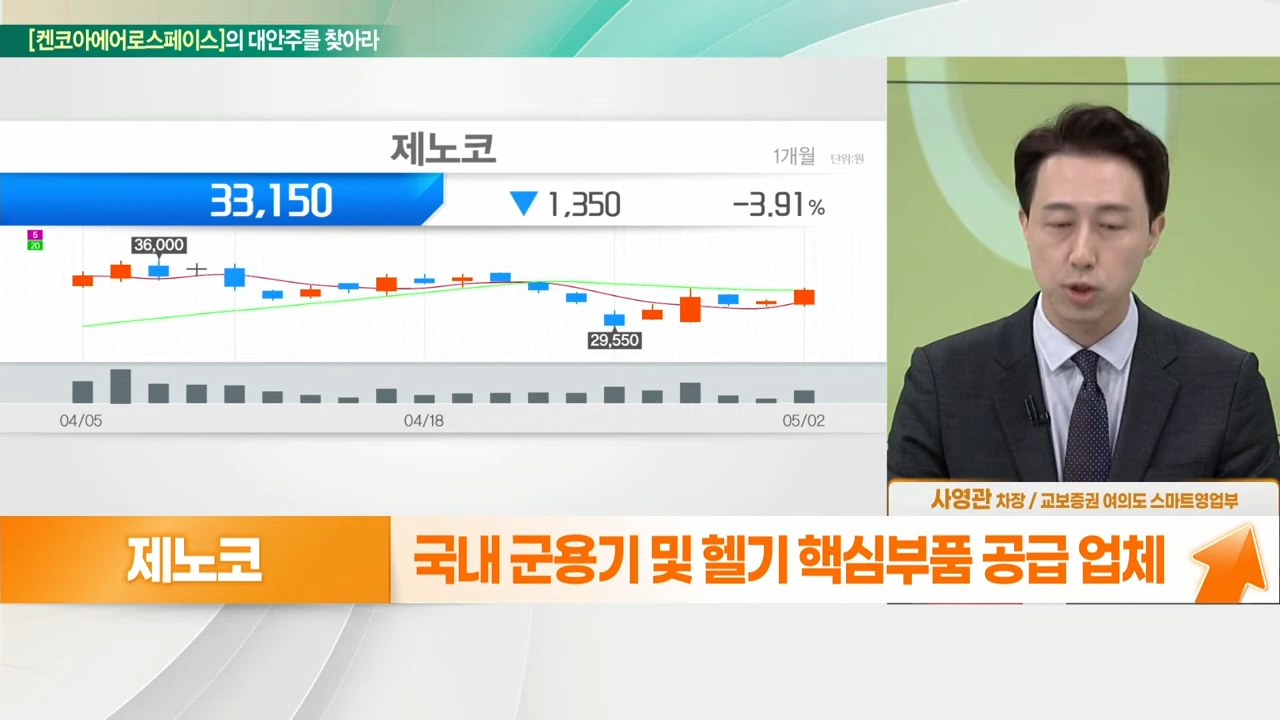 [켄코아에어로스페이스]의 대안주를 찾아라
제노코
1개월 단위:원
33,150 ▼ 1,350 -3.91%
5
20
36,000
29,550
04/05 04/18 05/02
사영관 차장 / 교보증권 여의도 스마트영업부
제노코
국내 군용기 및 헬기 핵심부품 공급 업체